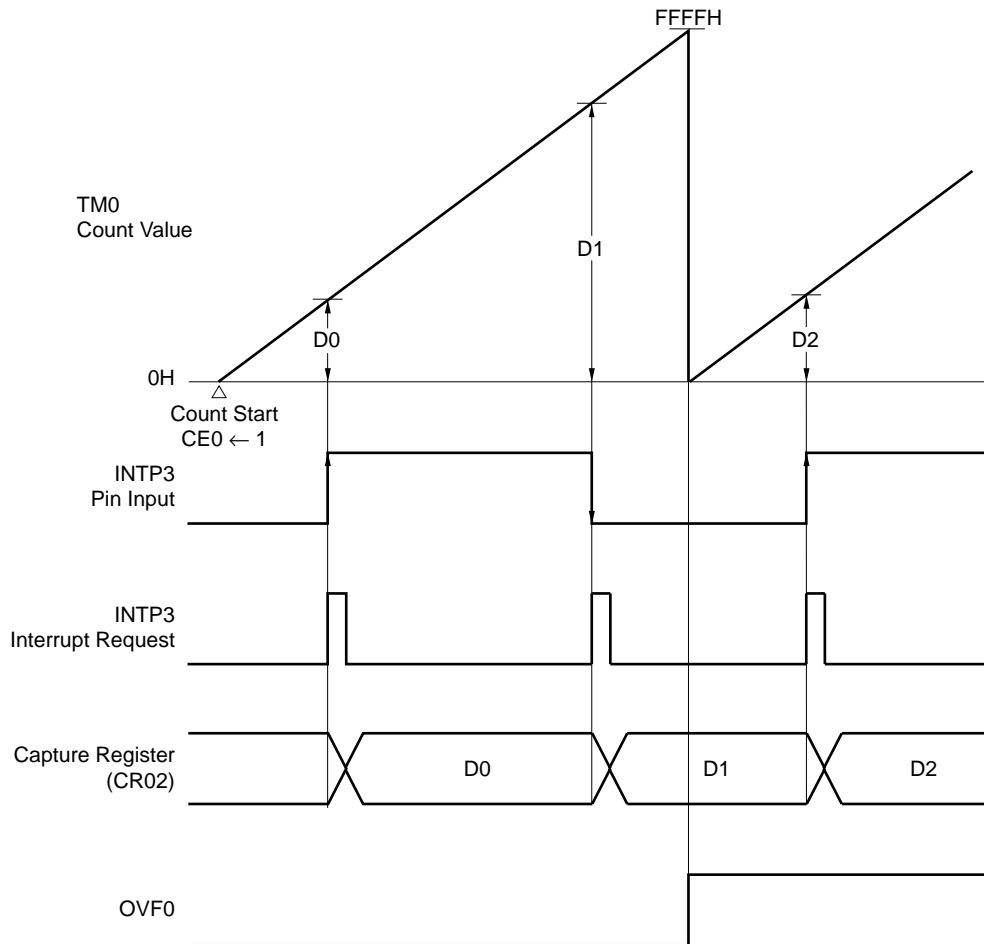 FFFFH
TM0
Count Value
D1
D0
D2
0H
Count Start
CE0 ← 1
INTP3
Pin Input
INTP3
Interrupt Request
Capture Register
(CR02)
D0
D1
D2
OVF0